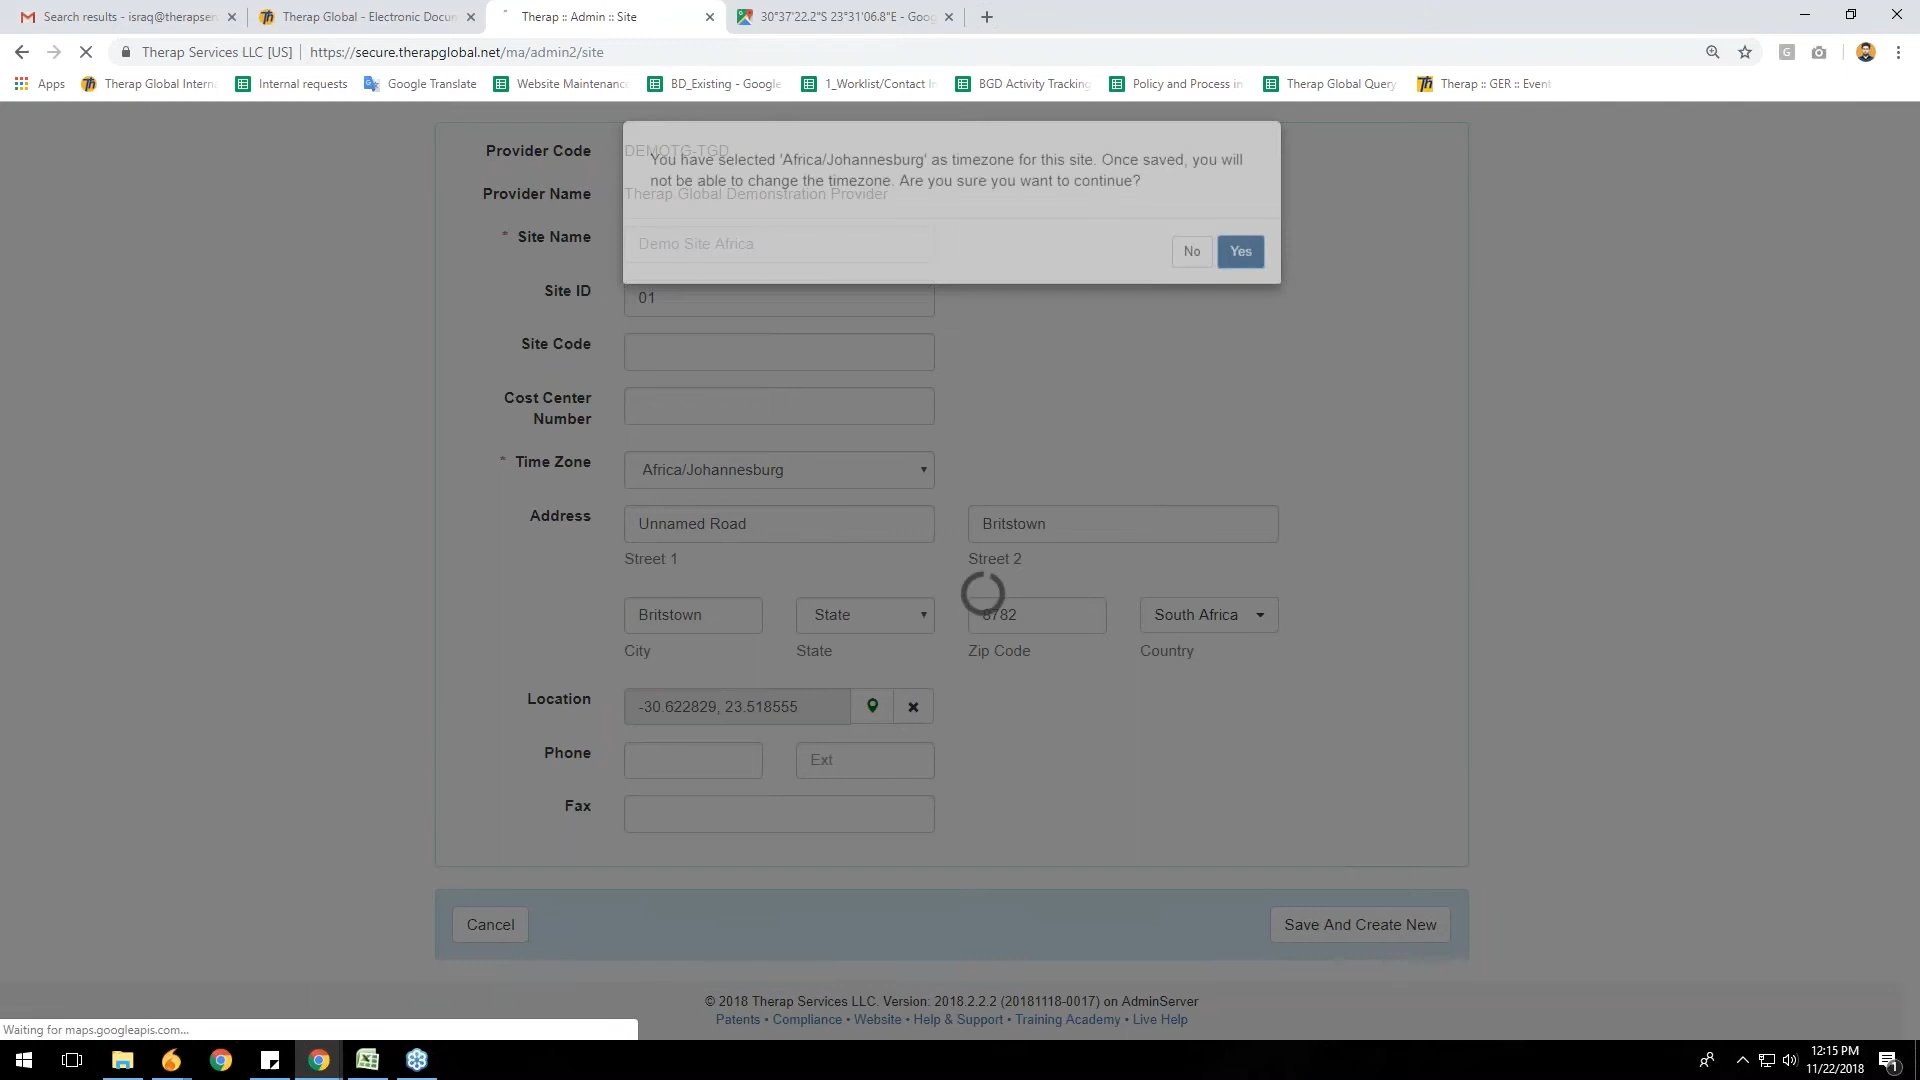 Search results - israq@therapser
Therap Global - Electronic Docun
Therap :: Admin :: Site
30°37'22.2"S 23°31'06.8"E - Goog
Therap Services LLC [US] | https://secure.therapglobal.net/ma/admin2/site
Apps
Therap Global Interna
Internal requests
Google Translate
Website Maintenance
BD_Existing - Google
1_Worklist/Contact In
BGD Activity Tracking
Policy and Process in
Therap Global Query
Therap :: GER :: Event
Provider Code DEMOTG-TGD
You have selected 'Africa/Johannesburg' as timezone for this site. Once saved, you will
not be able to change the timezone. Are you sure you want to continue?
Provider Name Therap Global Demonstration Provider
* Site Name Demo Site Africa
No Yes
Site ID 01
Site Code
Cost Center
Number
* Time Zone Africa/Johannesburg
Address Unnamed Road Britstown
Street 1 Street 2
Britstown State 8782 South Africa
City State Zip Code Country
Location -30.622829, 23.518555
Phone Ext
Fax
Cancel Save And Create New
© 2018 Therap Services LLC. Version: 2018.2.2.2 (20181118-0017) on AdminServer
Patents • Compliance • Website • Help & Support • Training Academy • Live Help
Waiting for maps.googleapis.com...
12:15 PM
11/22/2018
1